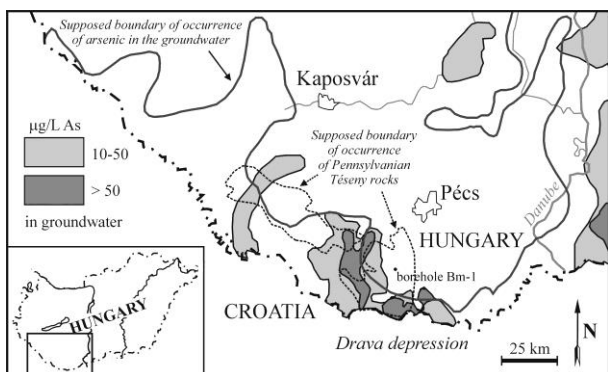 Supposed boundary of occurrence
of arsenic in the groundwater
Kaposvár
µg/L As
10-50
> 50
in groundwater
Supposed boundary
of occurrence
of Pennsylvanian
Téseny rocks
Pécs
Danube
HUNGARY
borehole Bm-1
CROATIA
Drava depression
HUNGARY
25 km
N